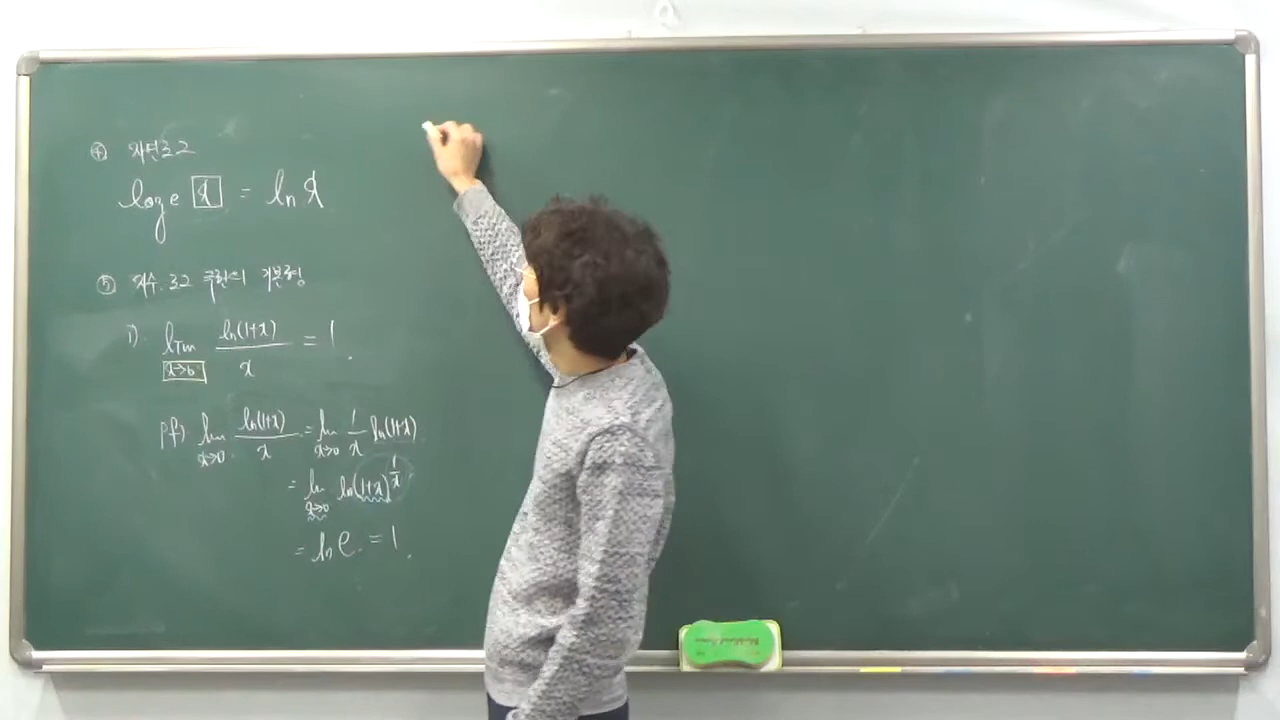 ④ 자연로그
log e x = ln x
⑤ 지수.로그 극한의 기본형
i). lim x→0 ln(1+x) / x = 1.
pf) lim x→0 ln(1+x) / x = lim x→0 1/x ln(1+x)
= lim x→0 ln(1+x)^(1/x)
= ln e = 1.